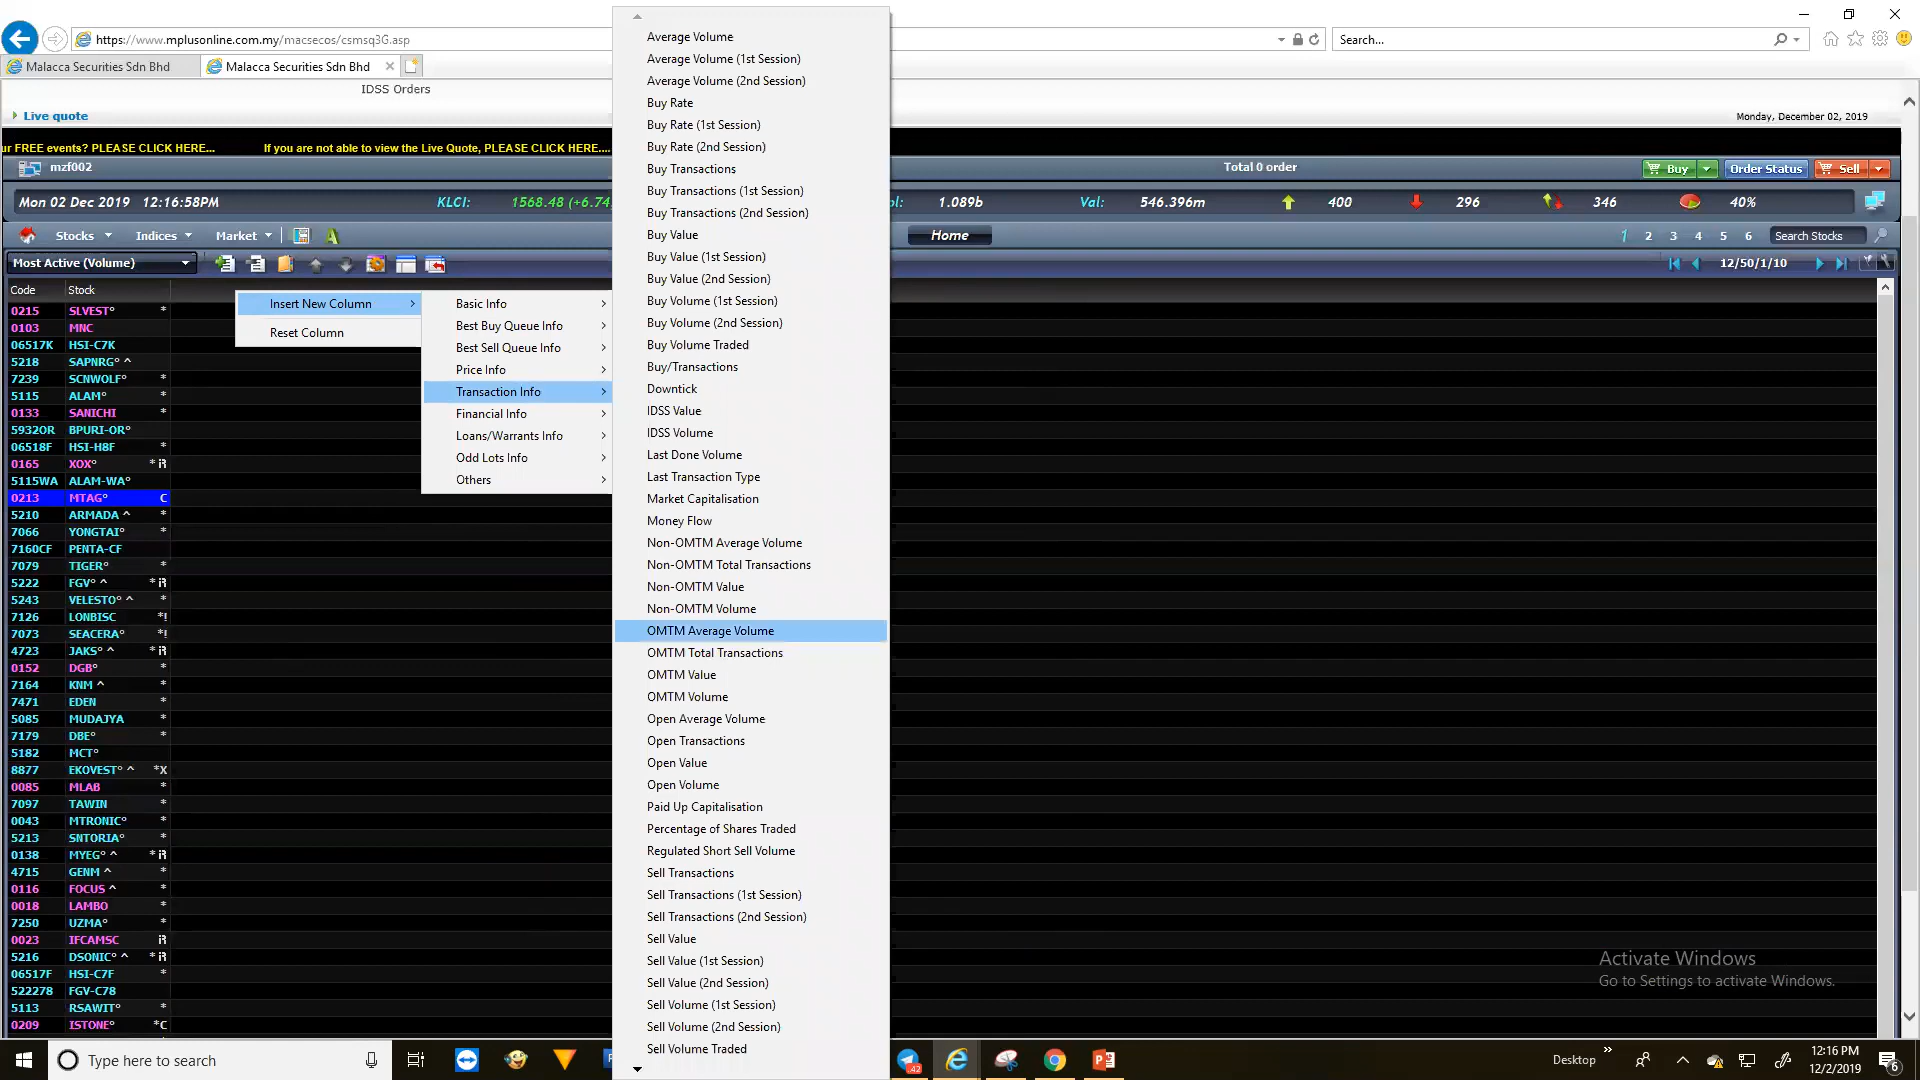 https://www.mplusonline.com.my/macsecos/csmsq3G.asp
Search...
Malacca Securities Sdn Bhd
Malacca Securities Sdn Bhd
IDSS Orders
Live quote
Monday, December 02, 2019
ur FREE events? PLEASE CLICK HERE... If you are not able to view the Live Quote, PLEASE CLICK HERE....
mzf002
Total 0 order
Buy
Order Status
Sell
Mon 02 Dec 2019 12:16:58PM
KLCI: 1568.48 (+6.74
ol: 1.089b
Val: 546.396m
400
296
346
40%
Stocks
Indices
Market
Home
1 2 3 4 5 6
Search Stocks
Most Active (Volume)
12/50/1/10
Code Stock
0215 SLVEST° *
0103 MNC
06517K HSI-C7K
5218 SAPNRG° ^
7239 SCNWOLF° *
5115 ALAM° *
0133 SANICHI *
5932OR BPURI-OR°
06518F HSI-H8F *
0165 XOX° *iR
5115WA ALAM-WA°
0213 MTAG° C
5210 ARMADA ^ *
7066 YONGTAI° *
7160CF PENTA-CF
7079 TIGER° *
5222 FGV° ^ *iR
5243 VELESTO° ^ *
7126 LONBISC *!
7073 SEACERA° *!
4723 JAKS° ^ *iR
0152 DGB° *
7164 KNM ^ *
7471 EDEN *
5085 MUDAJYA *
7179 DBE° *
5182 MCT°
8877 EKOVEST° ^ *X
0085 MLAB *
7097 TAWIN *
0043 MTRONIC° *
5213 SNTORIA° *
0138 MYEG° ^ *iR
4715 GENM ^ *
0116 FOCUS ^ *
0018 LAMBO *
7250 UZMA° *
0023 IFCAMSC iR
5216 DSONIC° ^ *iR
06517F HSI-C7F *
522278 FGV-C78
5113 RSAWIT° *
0209 ISTONE° *C
Insert New Column
Reset Column
Basic Info
Best Buy Queue Info
Best Sell Queue Info
Price Info
Transaction Info
Financial Info
Loans/Warrants Info
Odd Lots Info
Others
Average Volume
Average Volume (1st Session)
Average Volume (2nd Session)
Buy Rate
Buy Rate (1st Session)
Buy Rate (2nd Session)
Buy Transactions
Buy Transactions (1st Session)
Buy Transactions (2nd Session)
Buy Value
Buy Value (1st Session)
Buy Value (2nd Session)
Buy Volume (1st Session)
Buy Volume (2nd Session)
Buy Volume Traded
Buy/Transactions
Downtick
IDSS Value
IDSS Volume
Last Done Volume
Last Transaction Type
Market Capitalisation
Money Flow
Non-OMTM Average Volume
Non-OMTM Total Transactions
Non-OMTM Value
Non-OMTM Volume
OMTM Average Volume
OMTM Total Transactions
OMTM Value
OMTM Volume
Open Average Volume
Open Transactions
Open Value
Open Volume
Paid Up Capitalisation
Percentage of Shares Traded
Regulated Short Sell Volume
Sell Transactions
Sell Transactions (1st Session)
Sell Transactions (2nd Session)
Sell Value
Sell Value (1st Session)
Sell Value (2nd Session)
Sell Volume (1st Session)
Sell Volume (2nd Session)
Sell Volume Traded
Activate Windows
Go to Settings to activate Windows.
Type here to search
42
Desktop
12:16 PM
12/2/2019
6